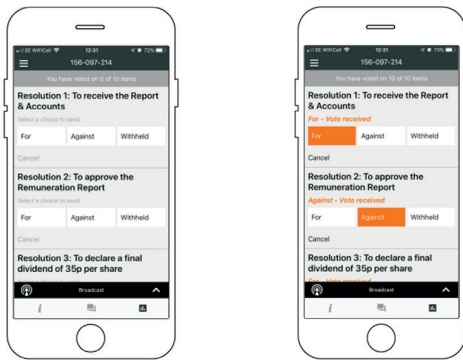 EE WiFiCall 12:31 72%
156-097-214
You have voted on 0 of 10 items
Resolution 1: To receive the Report
& Accounts
Select a choice to send.
For Against Withheld
Cancel
Resolution 2: To approve the
Remuneration Report
Select a choice to send.
For Against Withheld
Cancel
Resolution 3: To declare a final
dividend of 35p per share
Broadcast
EE WiFiCall 12:31 73%
156-097-214
You have voted on 10 of 10 items
Resolution 1: To receive the Report
& Accounts
For - Vote received
For Against Withheld
Cancel
Resolution 2: To approve the
Remuneration Report
Against - Vote received
For Against Withheld
Cancel
Resolution 3: To declare a final
dividend of 35p per share
For - Vote received
Broadcast